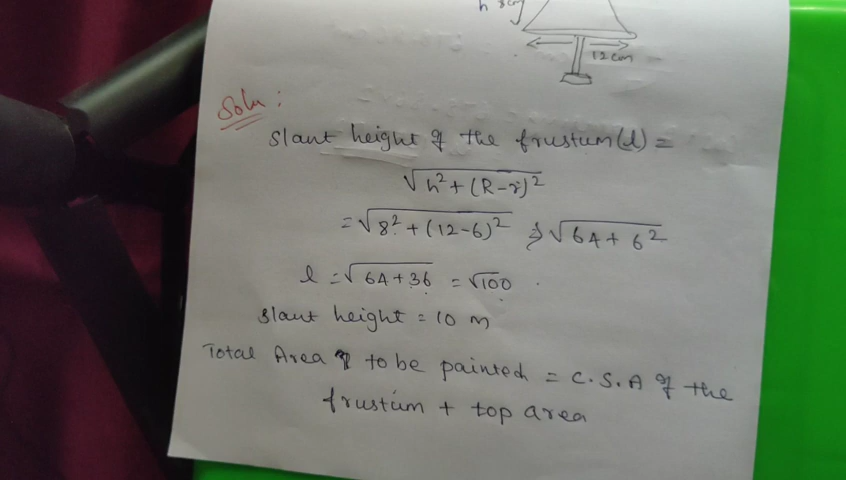 h 8cm
12 cm
Soln :
Slant height of the frustum (l) =
√h² + (R-r)²
= √8² + (12-6)² ⇒ √64 + 6²
l = √64+36 = √100 .
Slant height = 10 m
Total Area to be painted = C.S.A of the
frustum + top area